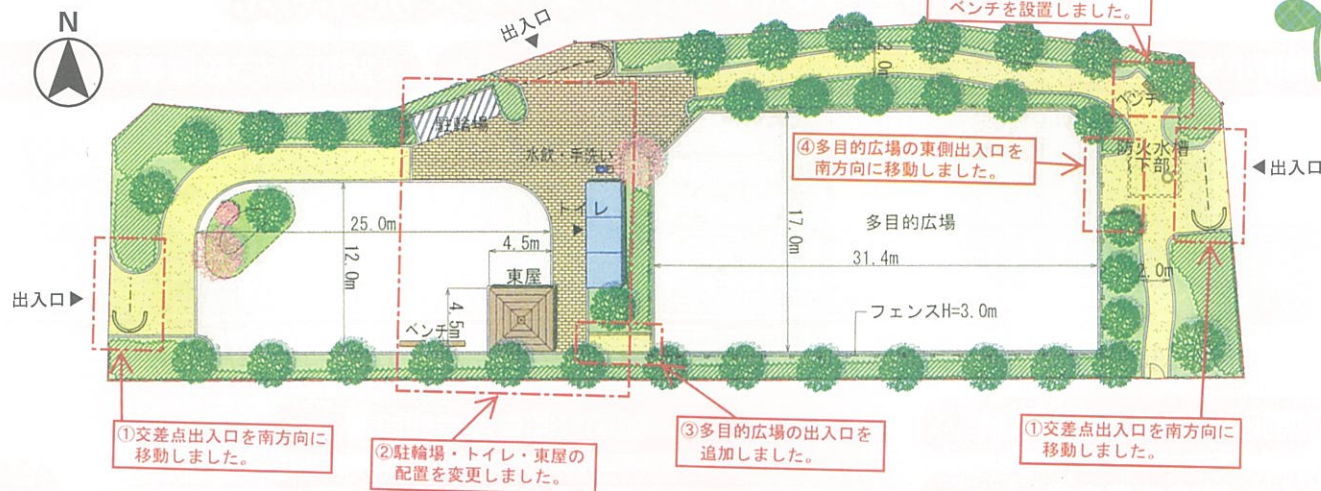 N
出入口
ベンチを設置しました。
2.0m
ベンチ
駐輪場
水飲・手洗い
④多目的広場の東側出入口を
南方向に移動しました。
防火水槽
(下部)
出入口
トイレ
25.0m
12.0m
4.5m
17.0m
多目的広場
31.4m
東屋
2.0m
出入口
4.5m
ベンチ
フェンスH=3.0m
①交差点出入口を南方向に
移動しました。
②駐輪場・トイレ・東屋の
配置を変更しました。
③多目的広場の出入口を
追加しました。
①交差点出入口を南方向に
移動しました。